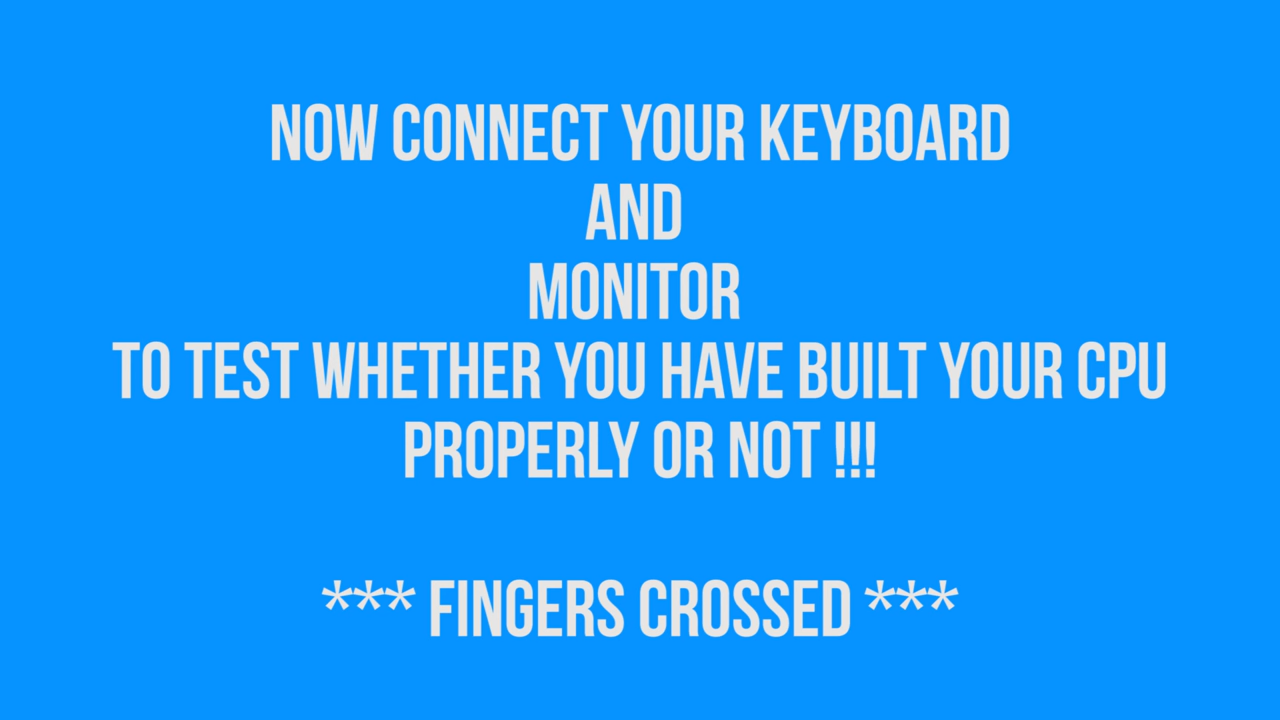 NOW CONNECT YOUR KEYBOARD
AND
MONITOR
TO TEST WHETHER YOU HAVE BUILT YOUR CPU
PROPERLY OR NOT !!!
*** FINGERS CROSSED ***